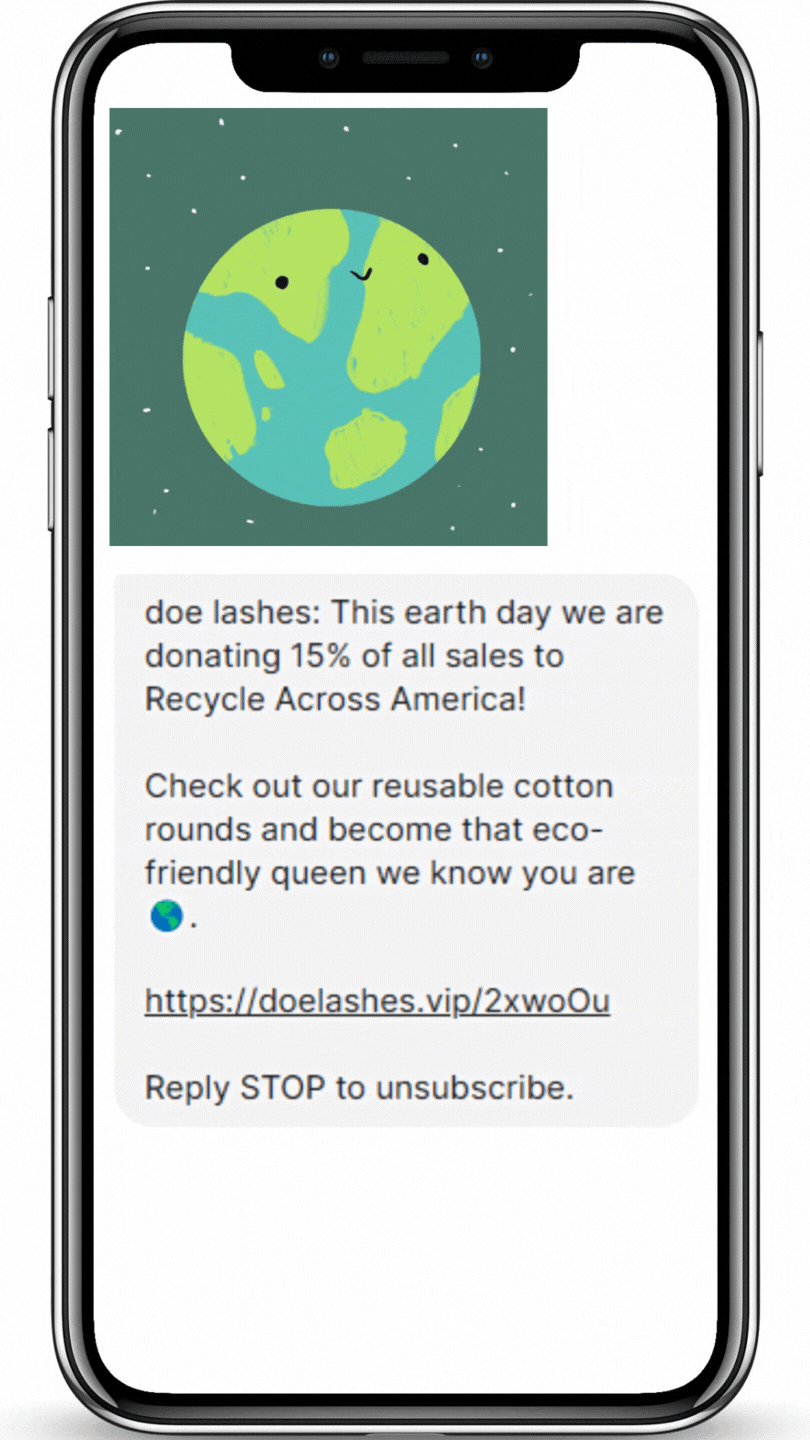 doe lashes: This earth day we are
donating 15% of all sales to
Recycle Across America!
Check out our reusable cotton
rounds and become that eco-
friendly queen we know you are
🌎.
https://doelashes.vip/2xwoOu
Reply STOP to unsubscribe.